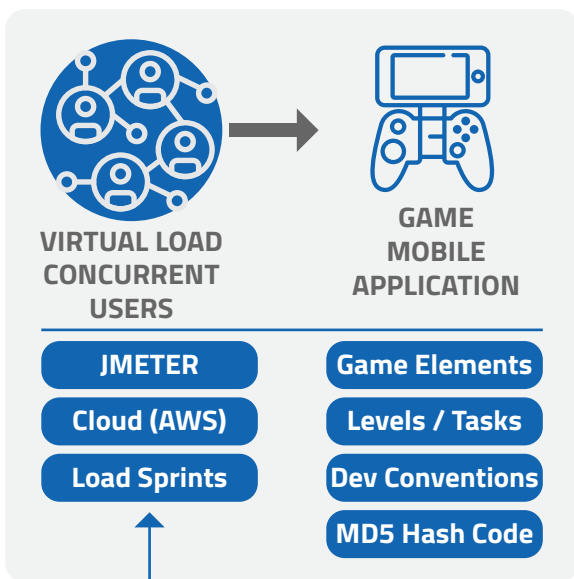 VIRTUAL LOAD
CONCURRENT
USERS
GAME
MOBILE
APPLICATION
JMETER
Cloud (AWS)
Load Sprints
Game Elements
Levels / Tasks
Dev Conventions
MD5 Hash Code